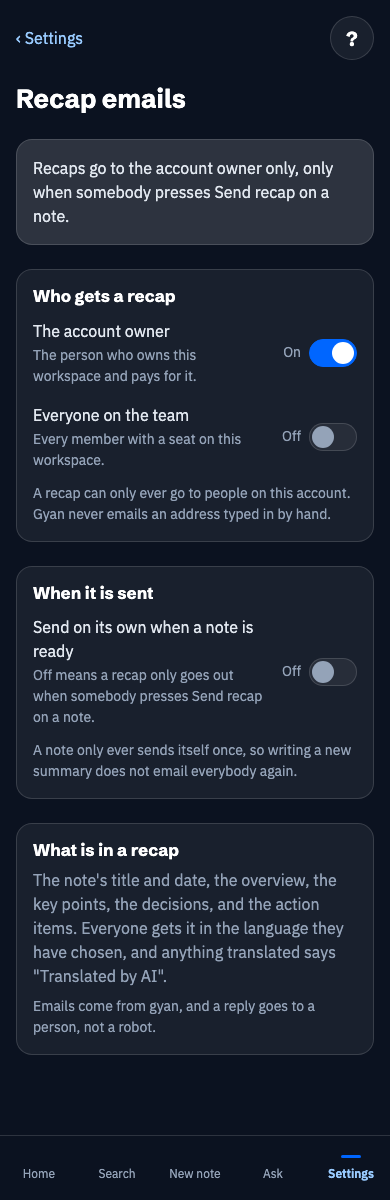 ‹ Settings
?
Recap emails
Recaps go to the account owner only, only
when somebody presses Send recap on a
note.
Who gets a recap
The account owner
The person who owns this
workspace and pays for it.
On
Everyone on the team
Every member with a seat on this
workspace.
Off
A recap can only ever go to people on this account.
Gyan never emails an address typed in by hand.
When it is sent
Send on its own when a note is
ready
Off means a recap only goes out
when somebody presses Send recap
on a note.
Off
A note only ever sends itself once, so writing a new
summary does not email everybody again.
What is in a recap
The note's title and date, the overview, the
key points, the decisions, and the action
items. Everyone gets it in the language they
have chosen, and anything translated says
"Translated by AI".
Emails come from gyan, and a reply goes to a
person, not a robot.
Home
Search
New note
Ask
Settings